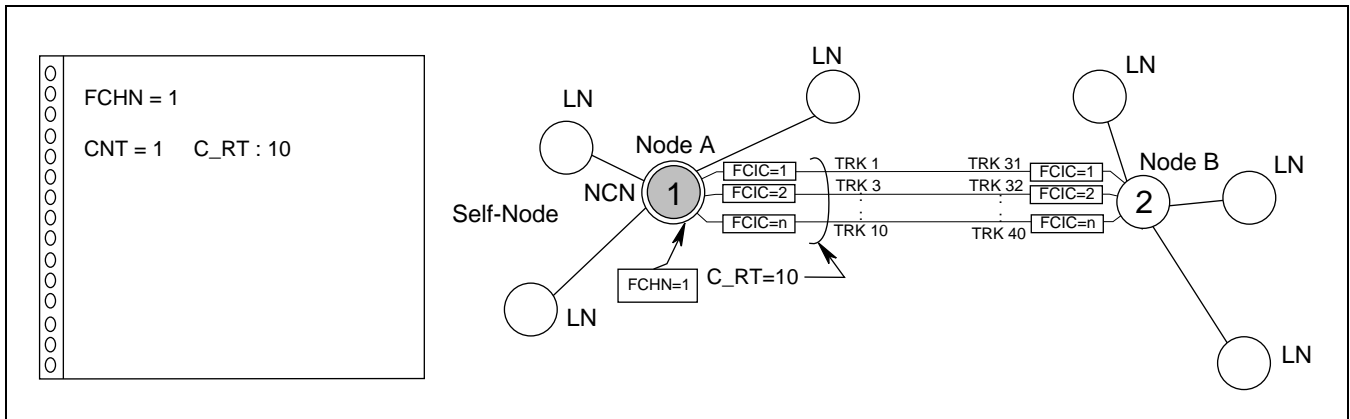 FCHN = 1
CNT = 1 C_RT : 10
LN
LN
LN
Node A
NCN
1
Self-Node
FCHN=1
C_RT=10
FCIC=1 TRK 1 TRK 31 FCIC=1
FCIC=2 TRK 3 TRK 32 FCIC=2
FCIC=n TRK 10 TRK 40 FCIC=n
LN
Node B
2
LN
LN